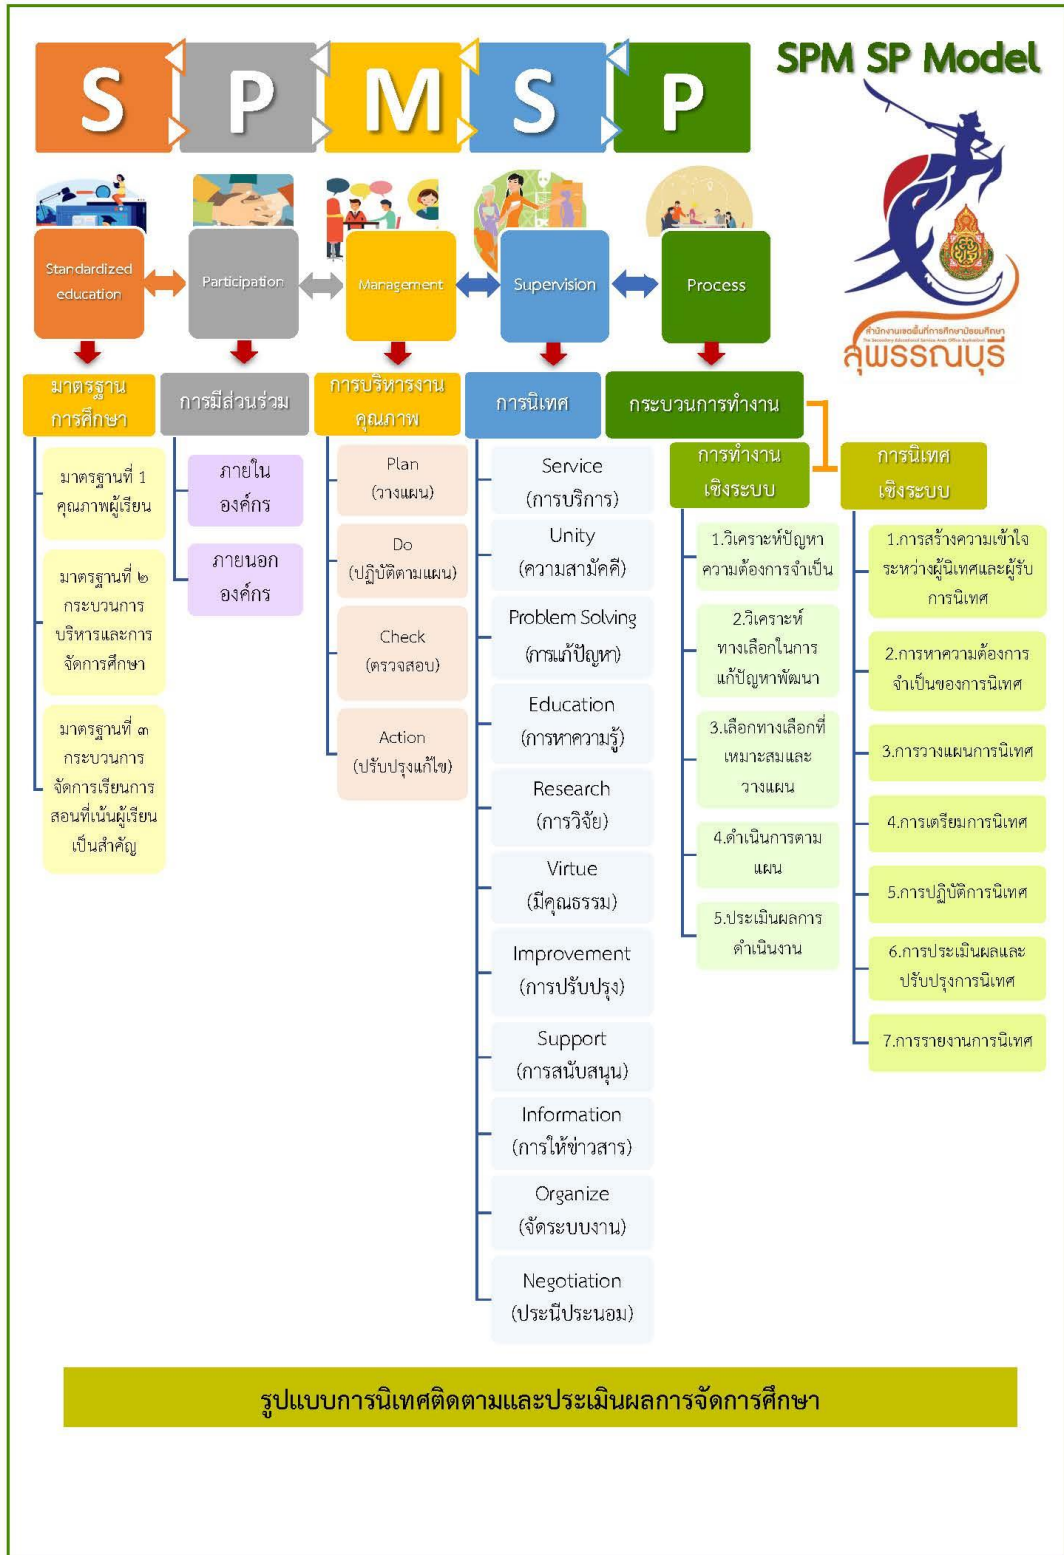 S P M S P
SPM SP Model
Standardized
education
Participation
Management
Supervision
Process
สำนักงานเขตพื้นที่การศึกษามัธยมศึกษา
The Secondary Educational Service Area Office Suphanburi
สุพรรณบุรี
มาตรฐาน
การศึกษา
มาตรฐานที่ 1
คุณภาพผู้เรียน
มาตรฐานที่ ๒
กระบวนการ
บริหารและการ
จัดการศึกษา
มาตรฐานที่ ๓
กระบวนการ
จัดการเรียนการ
สอนที่เน้นผู้เรียน
เป็นสำคัญ
การมีส่วนร่วม
ภายใน
องค์กร
ภายนอก
องค์กร
การบริหารงาน
คุณภาพ
Plan
(วางแผน)
Do
(ปฏิบัติตามแผน)
Check
(ตรวจสอบ)
Action
(ปรับปรุงแก้ไข)
การนิเทศ
Service
(การบริการ)
Unity
(ความสามัคคี)
Problem Solving
(การแก้ปัญหา)
Education
(การหาความรู้)
Research
(การวิจัย)
Virtue
(มีคุณธรรม)
Improvement
(การปรับปรุง)
Support
(การสนับสนุน)
Information
(การให้ข่าวสาร)
Organize
(จัดระบบงาน)
Negotiation
(ประนีประนอม)
กระบวนการทำงาน
การทำงาน
เชิงระบบ
1.วิเคราะห์ปัญหา
ความต้องการจำเป็น
2.วิเคราะห์
ทางเลือกในการ
แก้ปัญหาพัฒนา
3.เลือกทางเลือกที่
เหมาะสมและ
วางแผน
4.ดำเนินการตาม
แผน
5.ประเมินผลการ
ดำเนินงาน
การนิเทศ
เชิงระบบ
1.การสร้างความเข้าใจ
ระหว่างผู้นิเทศและผู้รับ
การนิเทศ
2.การหาความต้องการ
จำเป็นของการนิเทศ
3.การวางแผนการนิเทศ
4.การเตรียมการนิเทศ
5.การปฏิบัติการนิเทศ
6.การประเมินผลและ
ปรับปรุงการนิเทศ
7.การรายงานการนิเทศ
รูปแบบการนิเทศติดตามและประเมินผลการจัดการศึกษา